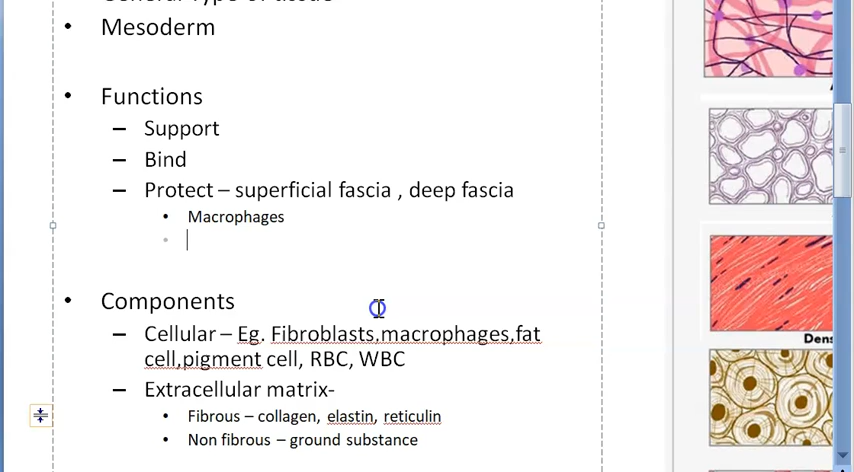 Mesoderm
Functions
– Support
– Bind
– Protect – superficial fascia , deep fascia
Macrophages
Components
– Cellular – Eg. Fibroblasts,macrophages,fat
cell,pigment cell, RBC, WBC
– Extracellular matrix-
Fibrous – collagen, elastin, reticulin
Non fibrous – ground substance
Dens